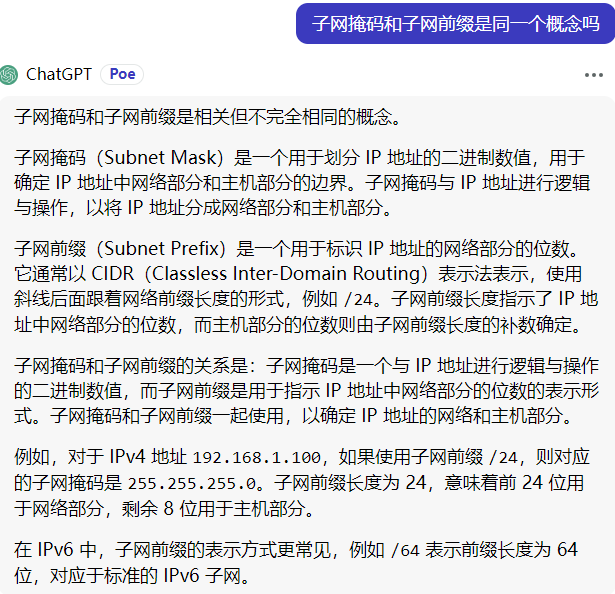 子网掩码和子网前缀是同一个概念吗
ChatGPT Poe
子网掩码和子网前缀是相关但不完全相同的概念。
子网掩码（Subnet Mask）是一个用于划分 IP 地址的二进制数值，用于
确定 IP 地址中网络部分和主机部分的边界。子网掩码与 IP 地址进行逻辑
与操作，以将 IP 地址分成网络部分和主机部分。
子网前缀（Subnet Prefix）是一个用于标识 IP 地址的网络部分的位数。
它通常以 CIDR（Classless Inter-Domain Routing）表示法表示，使用
斜线后面跟着网络前缀长度的形式，例如 /24。子网前缀长度指示了 IP 地
址中网络部分的位数，而主机部分的位数则由子网前缀长度的补数确定。
子网掩码和子网前缀的关系是：子网掩码是一个与 IP 地址进行逻辑与操作
的二进制数值，而子网前缀是用于指示 IP 地址中网络部分的位数的表示形
式。子网掩码和子网前缀一起使用，以确定 IP 地址的网络和主机部分。
例如，对于 IPv4 地址 192.168.1.100，如果使用子网前缀 /24，则对应
的子网掩码是 255.255.255.0。子网前缀长度为 24，意味着前 24 位用
于网络部分，剩余 8 位用于主机部分。
在 IPv6 中，子网前缀的表示方式更常见，例如 /64 表示前缀长度为 64
位，对应于标准的 IPv6 子网。